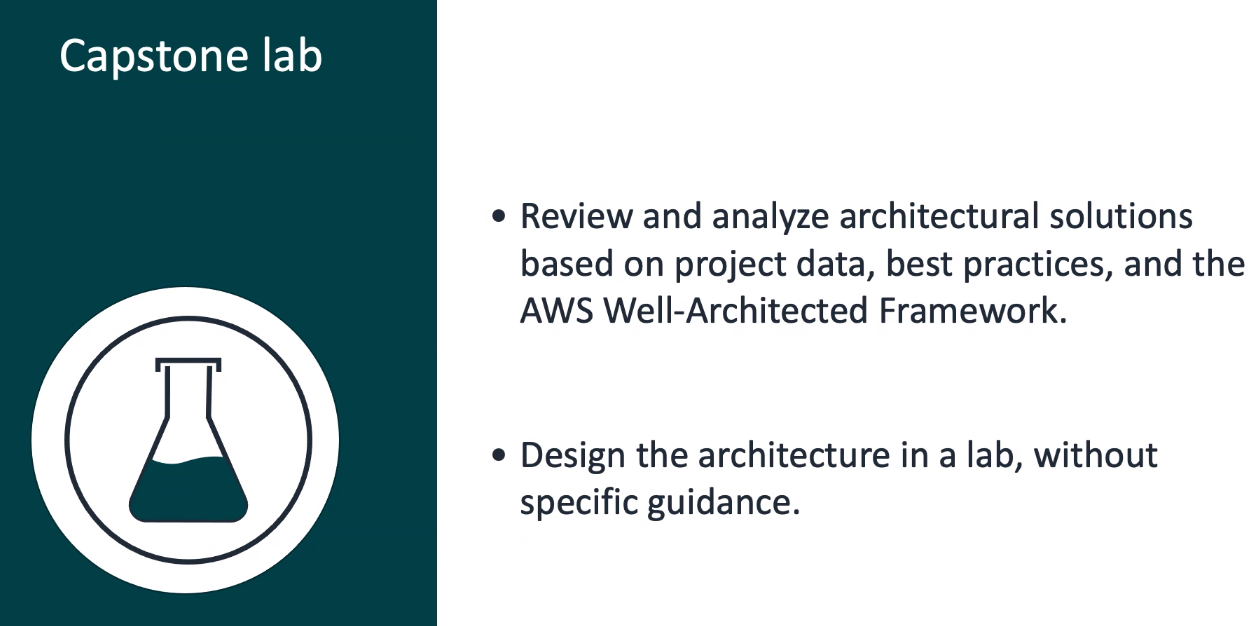 Capstone lab
• Review and analyze architectural solutions
based on project data, best practices, and the
AWS Well-Architected Framework.
• Design the architecture in a lab, without
specific guidance.